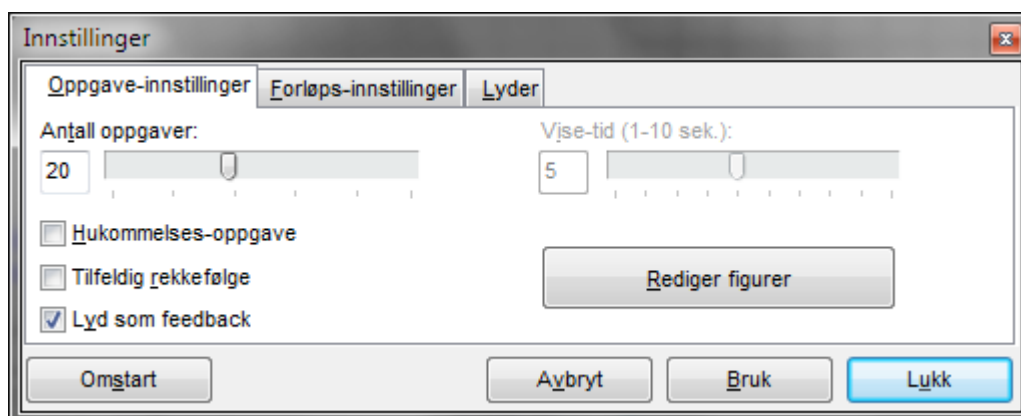 Innstillinger
Oppgave-innstillinger Forløps-innstillinger Lyder
Antall oppgaver: Vise-tid (1-10 sek.):
20 5
Hukommelses-oppgave
Tilfeldig rekkefølge Rediger figurer
Lyd som feedback
Omstart Avbryt Bruk Lukk